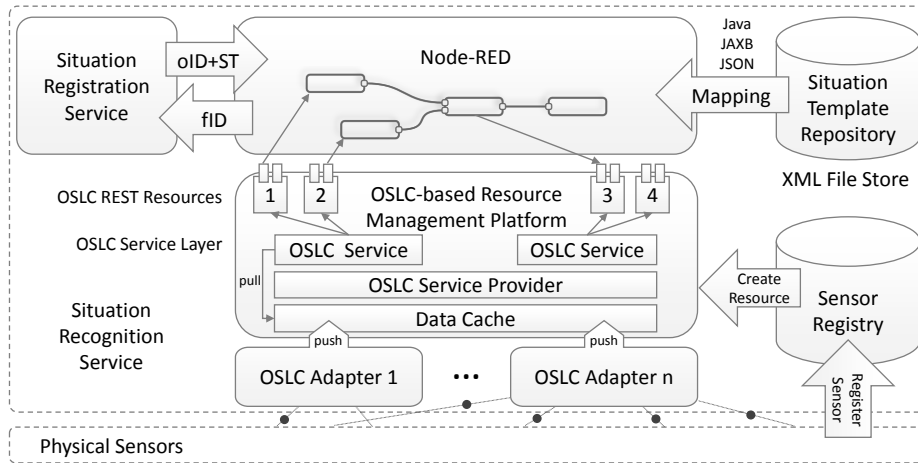 Situation
Registration
Service
oID+ST
fID
Node-RED
Java
JAXB
JSON
Mapping
Situation
Template
Repository
XML File Store
OSLC REST Resources
1
2
OSLC-based Resource
Management Platform
3
4
OSLC Service Layer
OSLC Service
OSLC Service
pull
OSLC Service Provider
Data Cache
Create
Resource
Sensor
Registry
Situation
Recognition
Service
push
push
OSLC Adapter 1
...
OSLC Adapter n
Register
Sensor
Physical Sensors